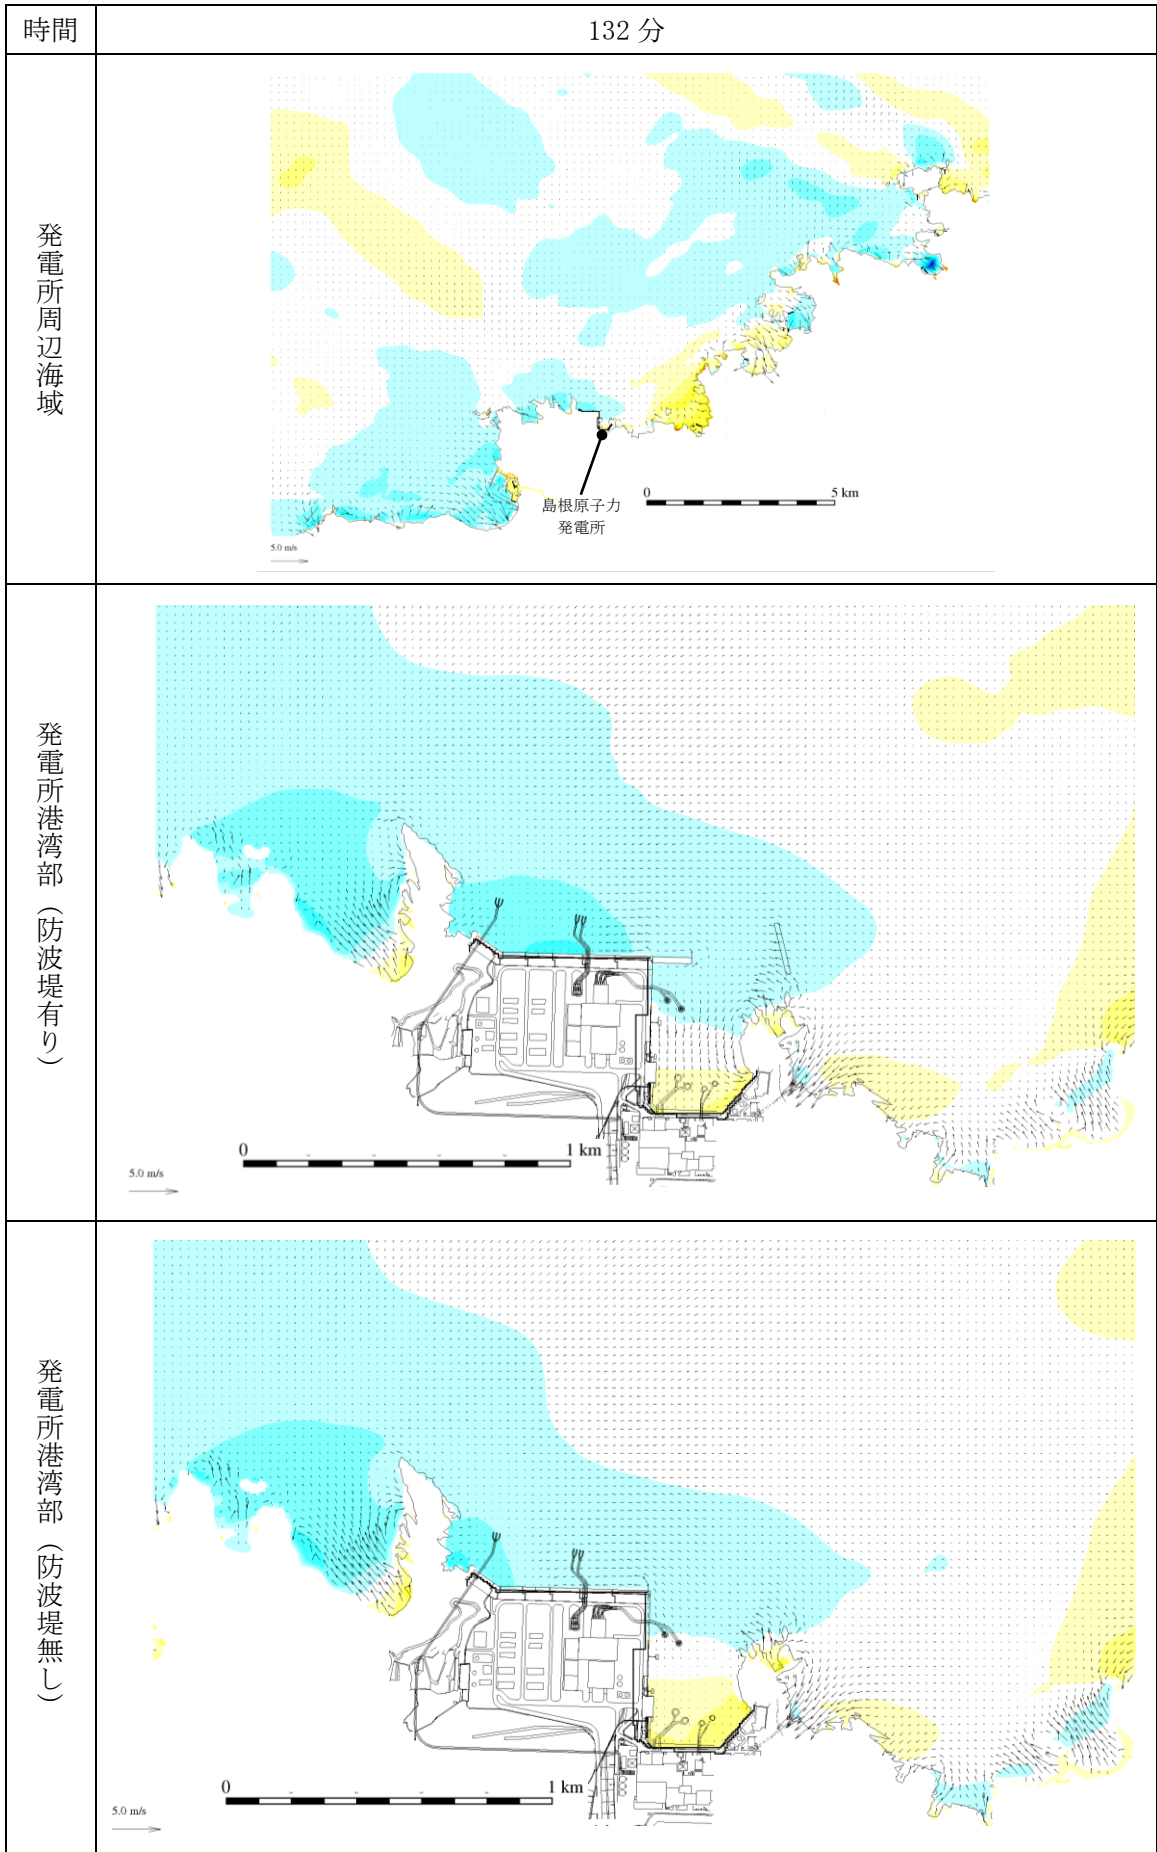 時間
132 分
発電所周辺海域
島根原子力
発電所
0 5 km
5.0 m/s
発電所港湾部（防波堤有り）
0 1 km
5.0 m/s
発電所港湾部（防波堤無し）
0 1 km
5.0 m/s